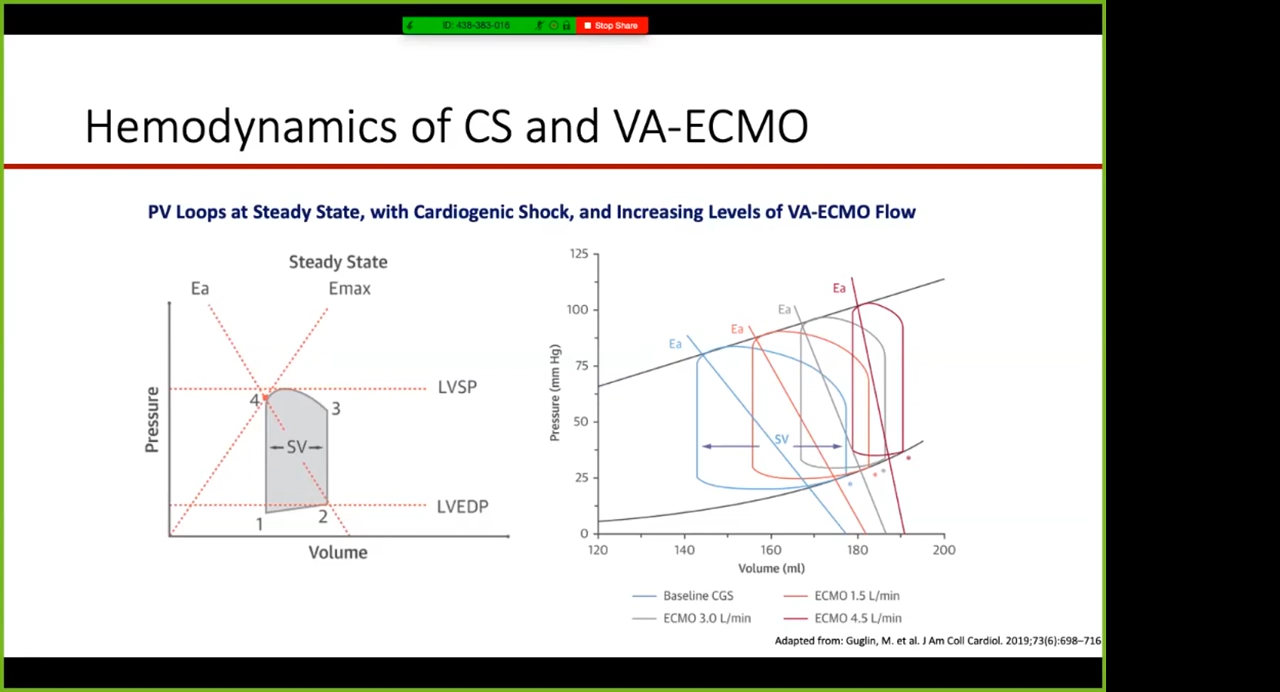 ID: 438-383-016
Stop Share
Hemodynamics of CS and VA-ECMO
PV Loops at Steady State, with Cardiogenic Shock, and Increasing Levels of VA-ECMO Flow
Steady State
Ea
Emax
LVSP
4
3
SV
LVEDP
1
2
Pressure
Volume
125
100
75
50
25
0
Pressure (mm Hg)
Ea
Ea
Ea
Ea
SV
120
140
160
180
200
Volume (ml)
Baseline CGS
ECMO 1.5 L/min
ECMO 3.0 L/min
ECMO 4.5 L/min
Adapted from: Guglin, M. et al. J Am Coll Cardiol. 2019;73(6):698–716